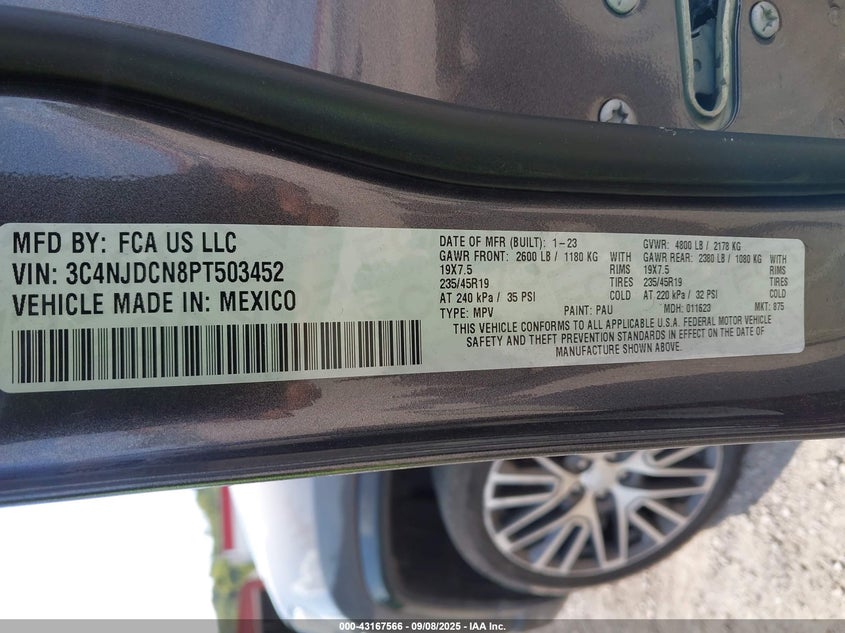 MFD BY: FCA US LLC
VIN: 3C4NJDCN8PT503452
VEHICLE MADE IN: MEXICO
DATE OF MFR (BUILT): 1-23 GVWR: 4800 LB / 2178 KG
GAWR FRONT: 2600 LB / 1180 KG GAWR REAR: 2380 LB / 1080 KG
19X7.5 RIMS 19X7.5 RIMS
235/45R19 TIRES 235/45R19 TIRES
AT 240 kPa / 35 PSI COLD AT 220 kPa / 32 PSI COLD
TYPE: MPV PAINT: PAU MDH: 011623 MKT: 875
THIS VEHICLE CONFORMS TO ALL APPLICABLE U.S.A. FEDERAL MOTOR VEHICLE
SAFETY AND THEFT PREVENTION STANDARDS IN EFFECT ON THE DATE OF
MANUFACTURE SHOWN ABOVE.
000-43167566 - 09/08/2025 - IAA Inc.